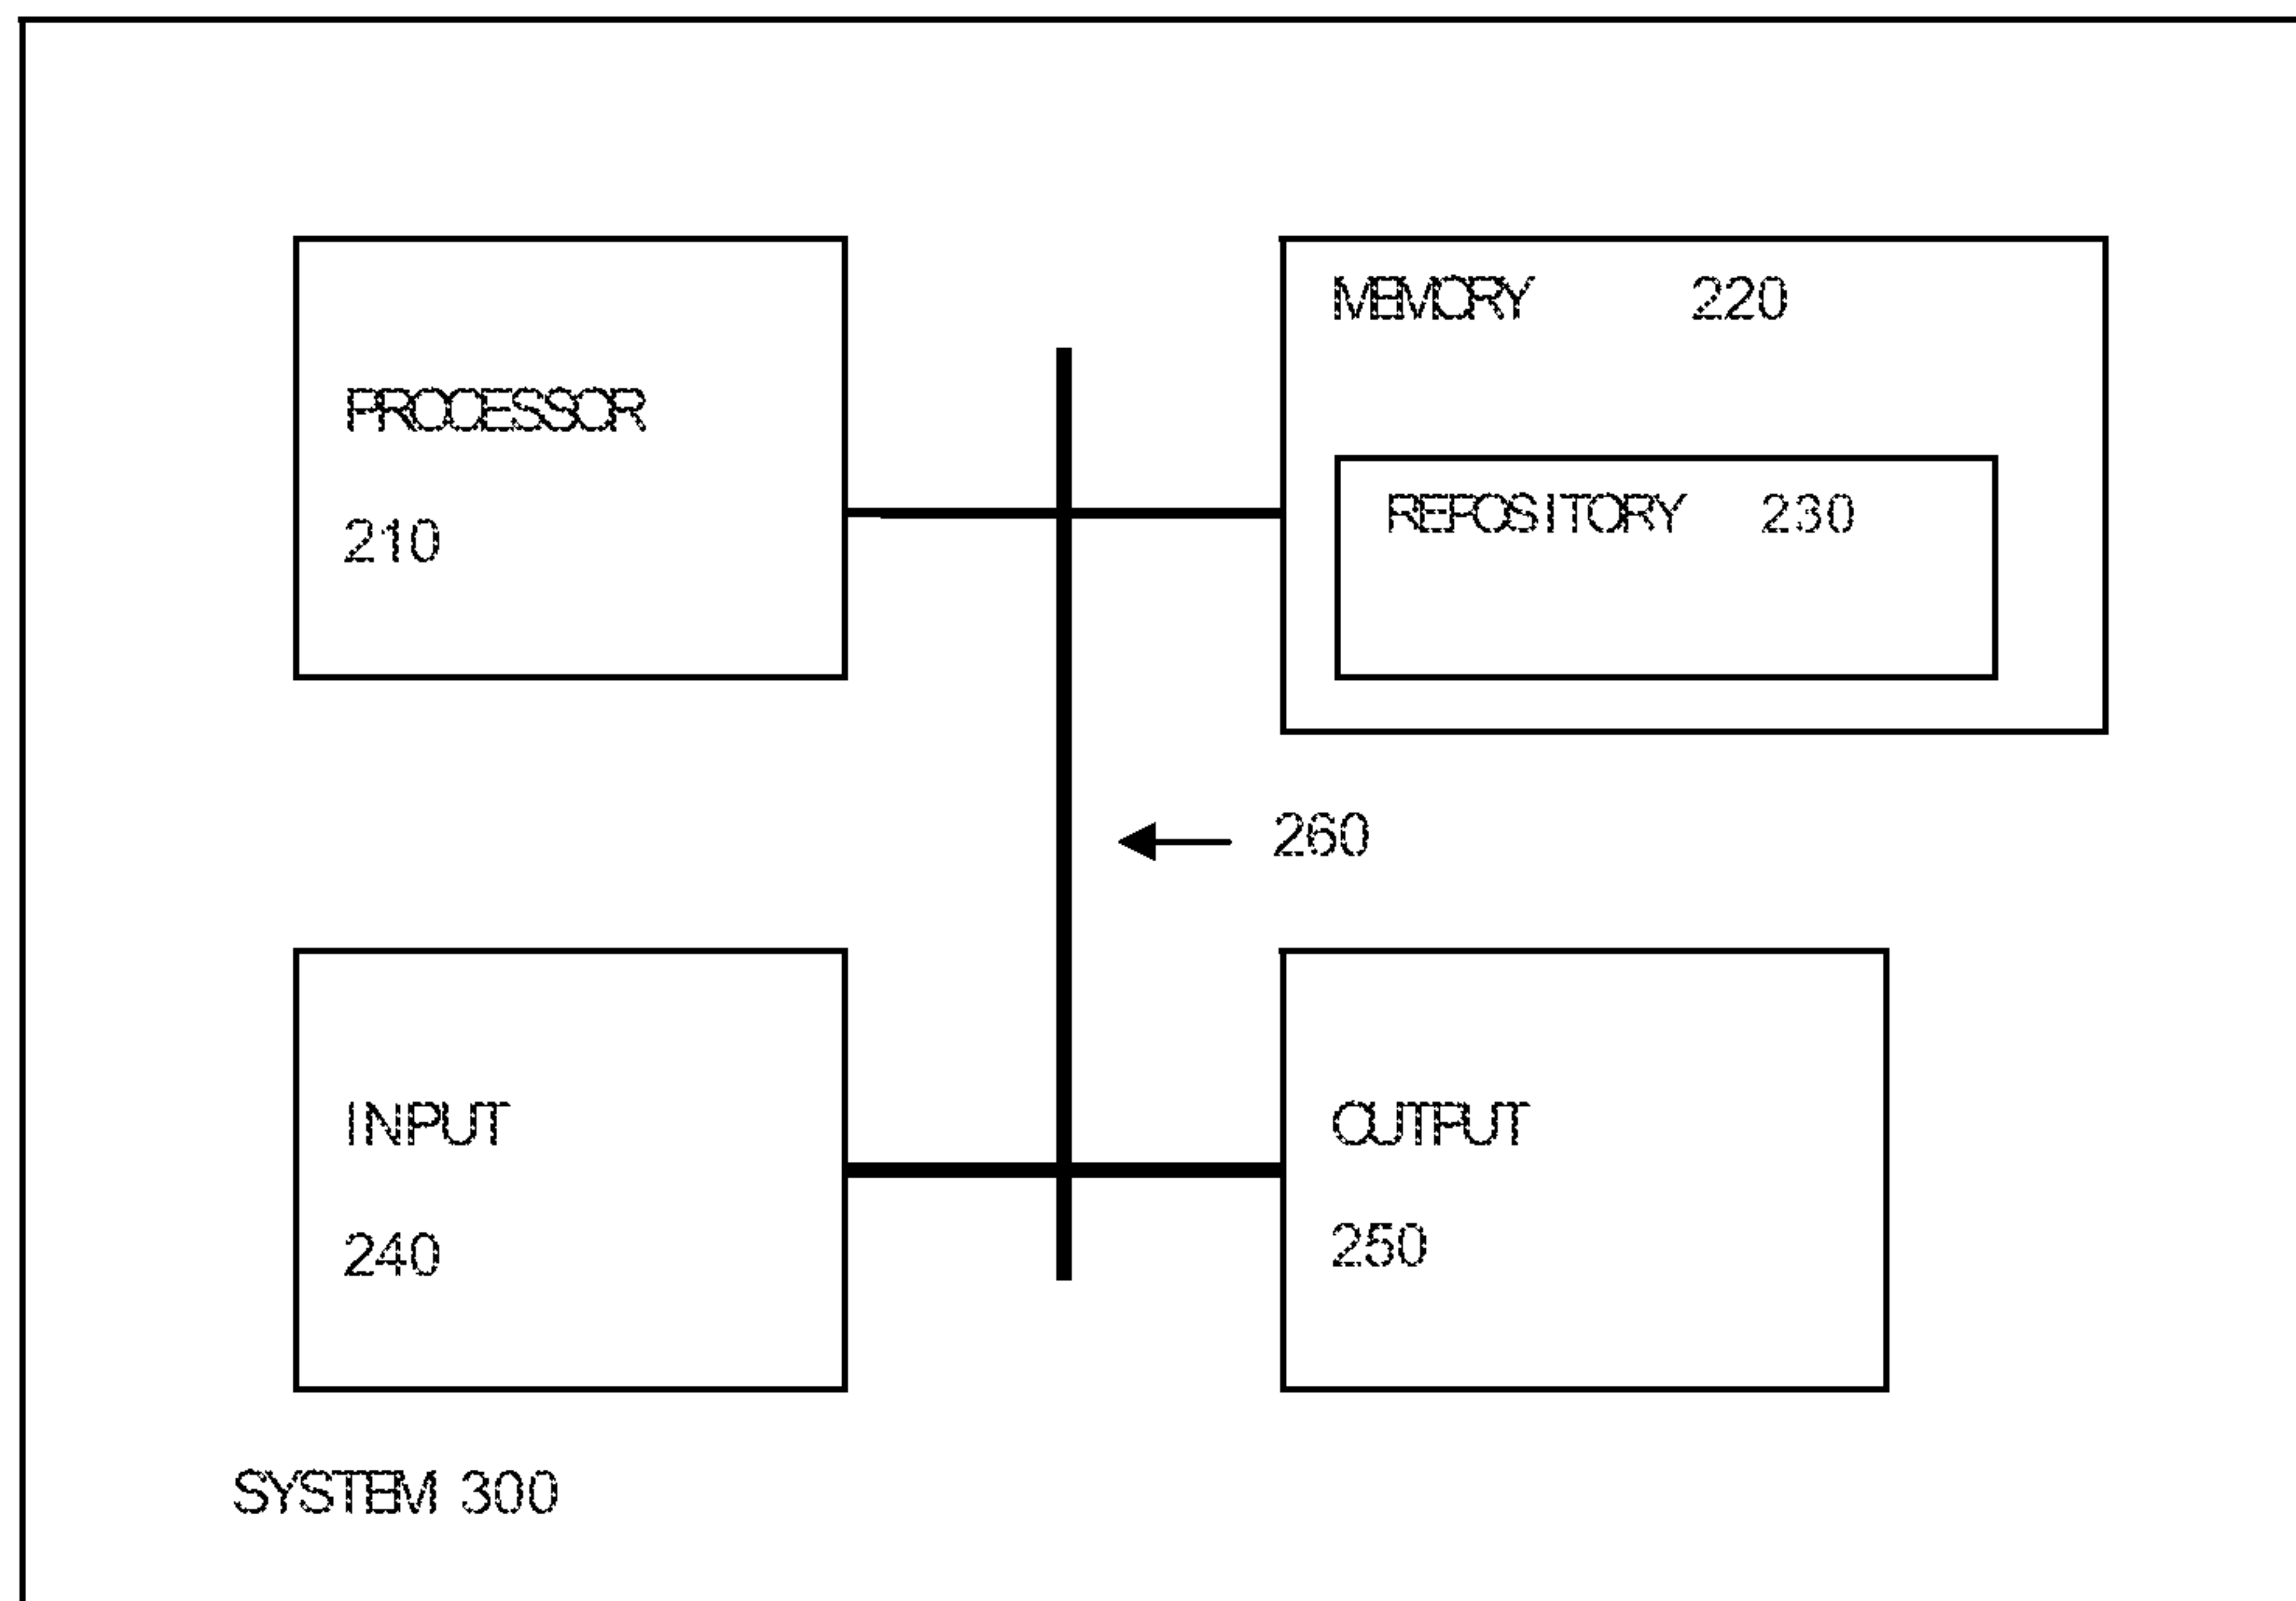 MEMORY 220
PROCESSOR
210
REPOSITORY 230
260
INPUT
240
OUTPUT
250
SYSTEM 300